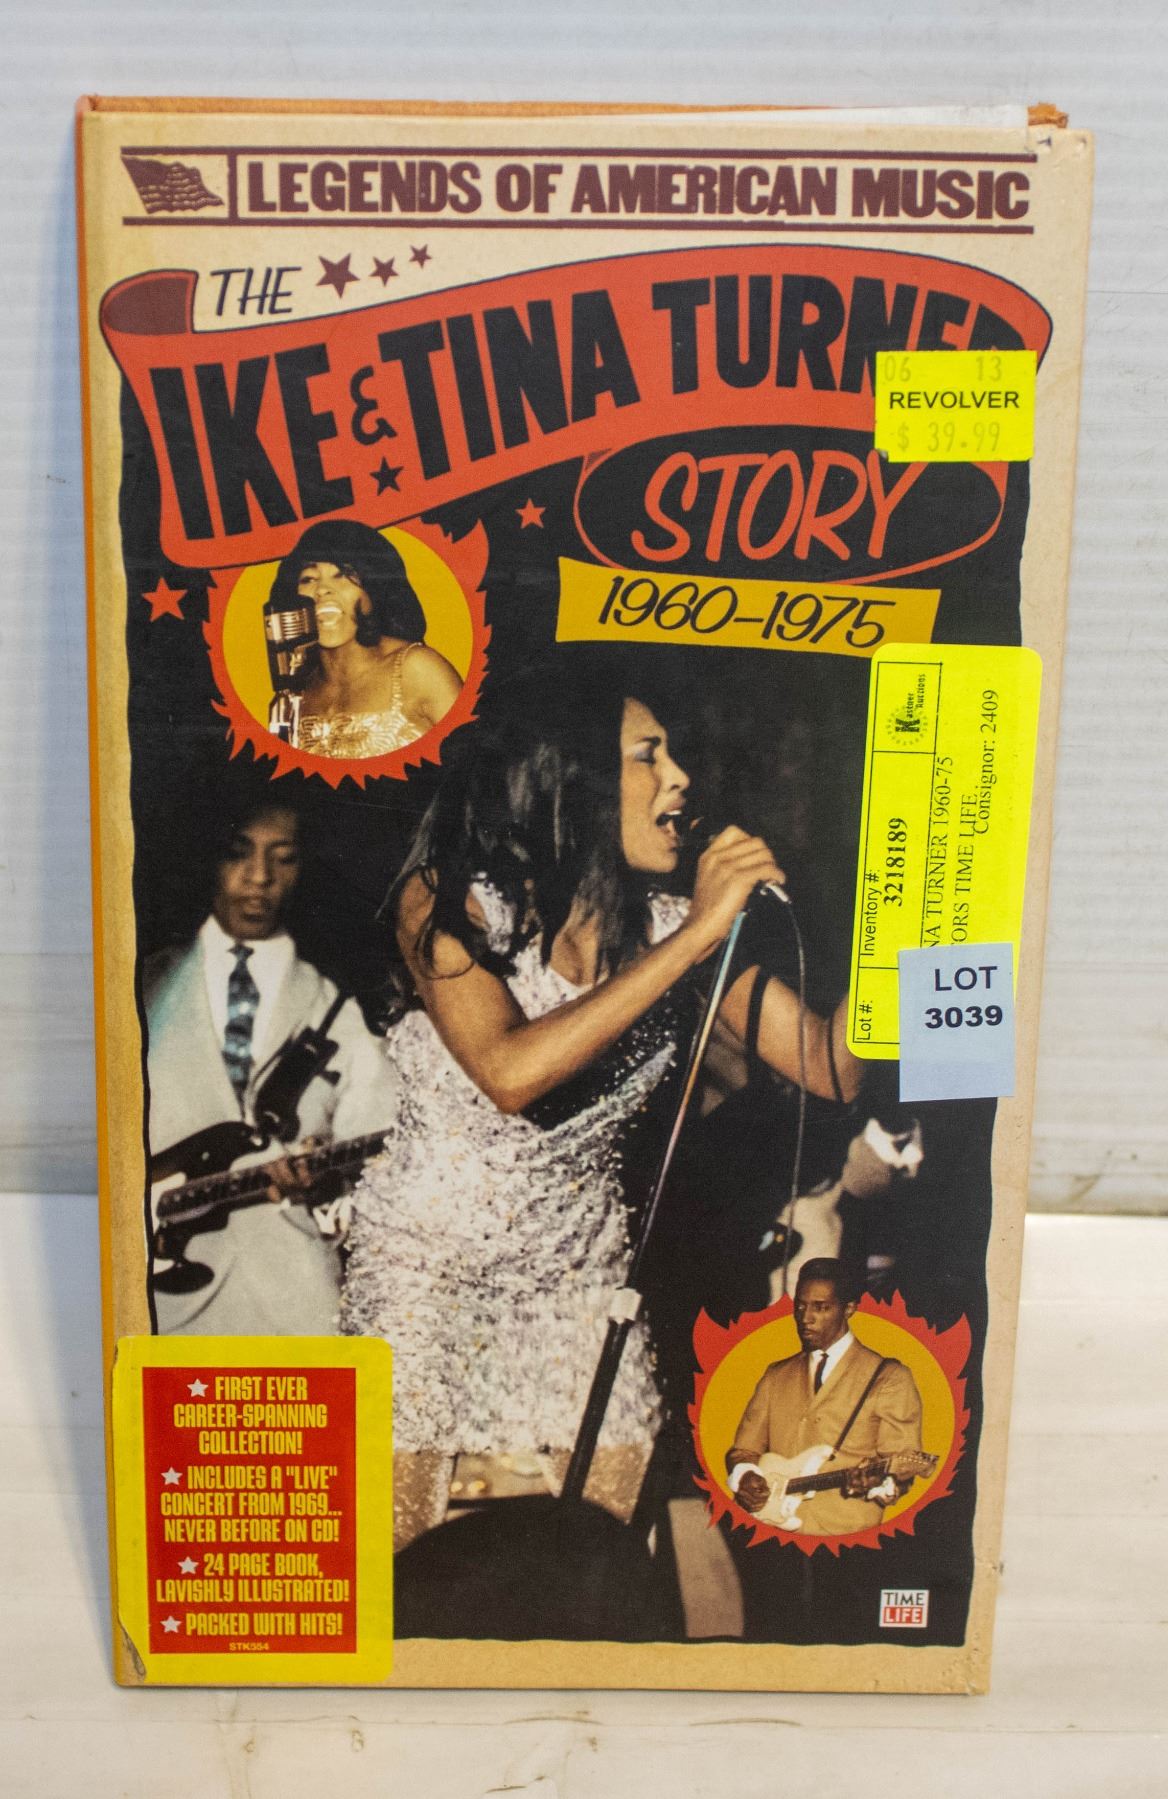 LEGENDS OF AMERICAN MUSIC
THE
IKE & TINA TURNER
STORY
1960–1975
06 13
REVOLVER
$ 39.99
Kastner
Auctions
Lot #:
Inventory #:
3218189
NA TURNER 1960-75
TORS TIME LIFE
Consignor: 2409
LOT
3039
FIRST EVER
CAREER-SPANNING
COLLECTION!
INCLUDES A "LIVE"
CONCERT FROM 1969...
NEVER BEFORE ON CD!
24 PAGE BOOK,
LAVISHLY ILLUSTRATED!
PACKED WITH HITS!
STK554
TIME
LIFE